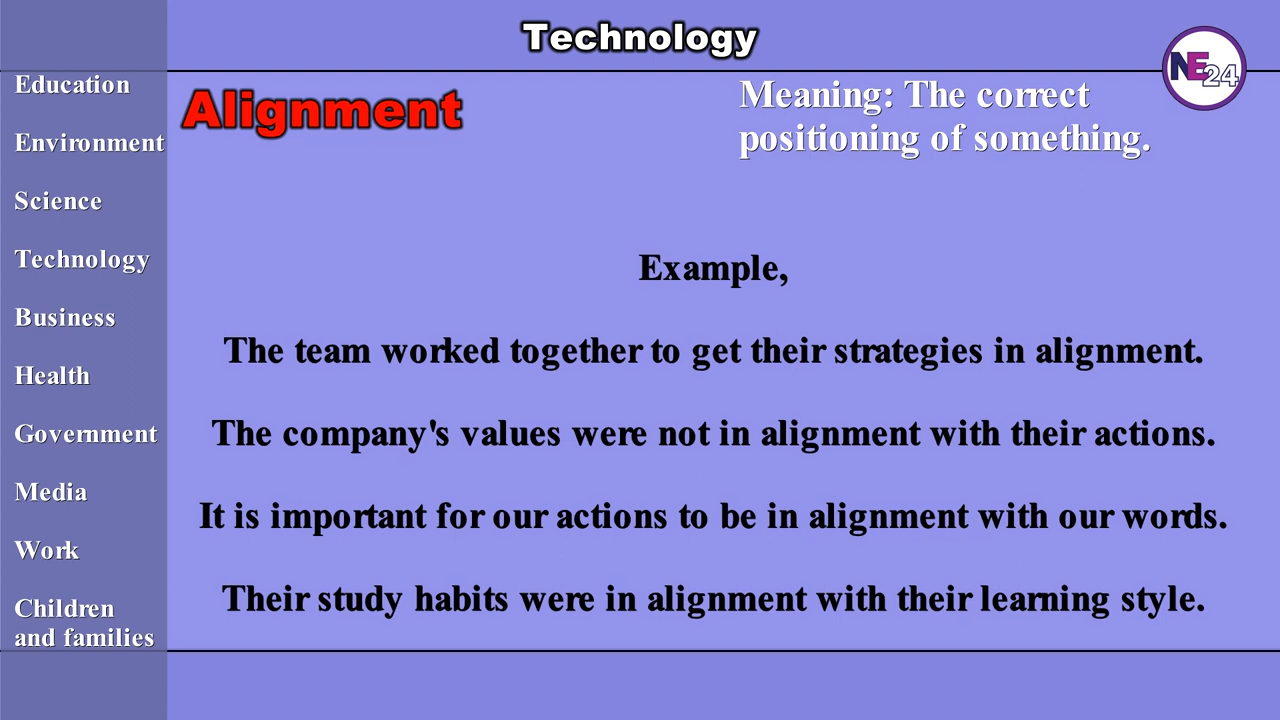 Technology
NE24
Education
Environment
Science
Technology
Business
Health
Government
Media
Work
Children
and families
Alignment
Meaning: The correct
positioning of something.
Example,
The team worked together to get their strategies in alignment.
The company's values were not in alignment with their actions.
It is important for our actions to be in alignment with our words.
Their study habits were in alignment with their learning style.